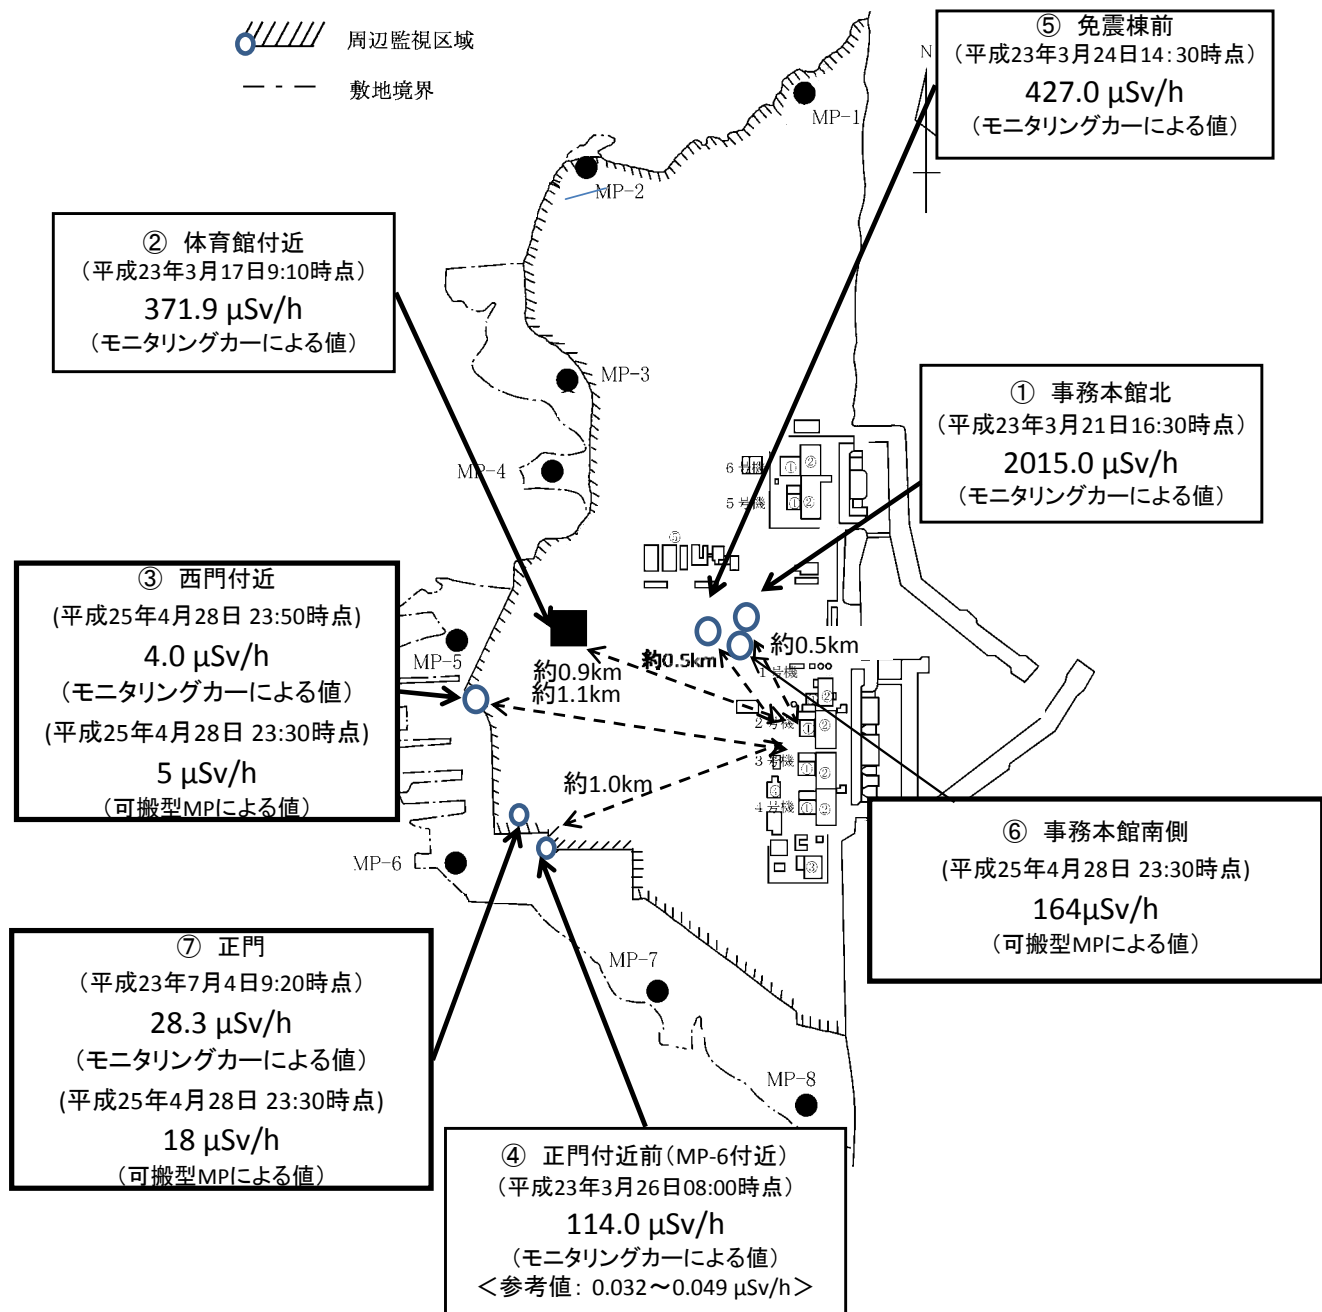 周辺監視区域
敷地境界
⑤ 免震棟前
（平成23年3月24日14：30時点）
427.0 μSv/h
（モニタリングカーによる値）
N
MP-1
MP-2
② 体育館付近
（平成23年3月17日9:10時点）
371.9 μSv/h
（モニタリングカーによる値）
MP-3
MP-4
① 事務本館北
（平成23年3月21日16:30時点）
2015.0 μSv/h
（モニタリングカーによる値）
6号機
① ②
5号機
① ②
⑤
③ 西門付近
(平成25年4月28日 23:50時点)
4.0 μSv/h
（モニタリングカーによる値）
(平成25年4月28日 23:30時点)
5 μSv/h
（可搬型MPによる値）
MP-5
約0.9km
約1.1km
約0.5km
約0.5km
1号機
②
2号機
① ②
3号機
① ②
4号機
① ②
③
約1.0km
MP-6
⑥ 事務本館南側
(平成25年4月28日 23:30時点)
164μSv/h
（可搬型MPによる値）
⑦ 正門
（平成23年7月4日9:20時点）
28.3 μSv/h
（モニタリングカーによる値）
(平成25年4月28日 23:30時点)
18 μSv/h
（可搬型MPによる値）
MP-7
MP-8
④ 正門付近前（MP-6付近）
（平成23年3月26日08:00時点）
114.0 μSv/h
（モニタリングカーによる値）
＜参考値： 0.032～0.049 μSv/h＞